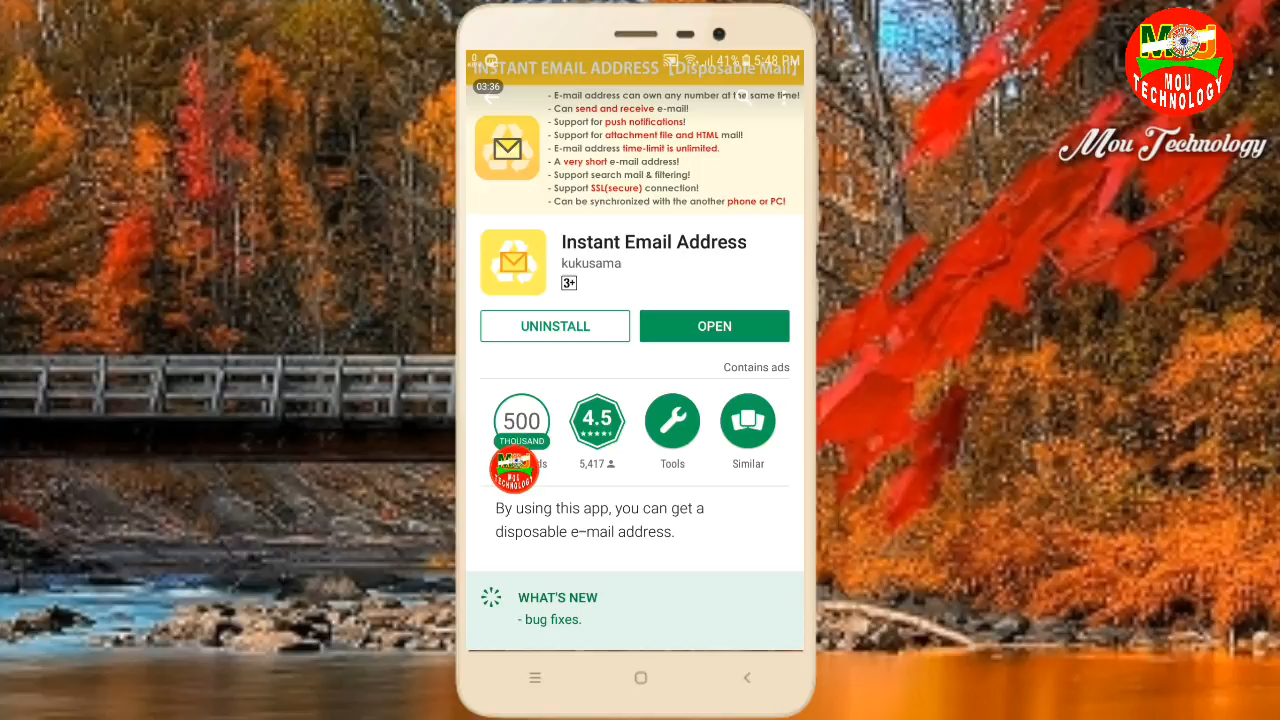 MOU
MOU
TECHNOLOGY
Mou Technology
41% 5:48 PM
INSTANT EMAIL ADDRESS [Disposable Mail]
03:36
- E-mail address can own any number at the same time!
- Can send and receive e-mail!
- Support for push notifications!
- Support for attachment file and HTML mail!
- E-mail address time-limit is unlimited.
- A very short e-mail address!
- Support search mail & filtering!
- Support SSL(secure) connection!
- Can be synchronized with the another phone or PC!
Instant Email Address
kukusama
3+
UNINSTALL
OPEN
Contains ads
500
THOUSAND
4.5
5,417
Tools
Similar
MOU
TECHNOLOGY
By using this app, you can get a
disposable e-mail address.
WHAT'S NEW
- bug fixes.